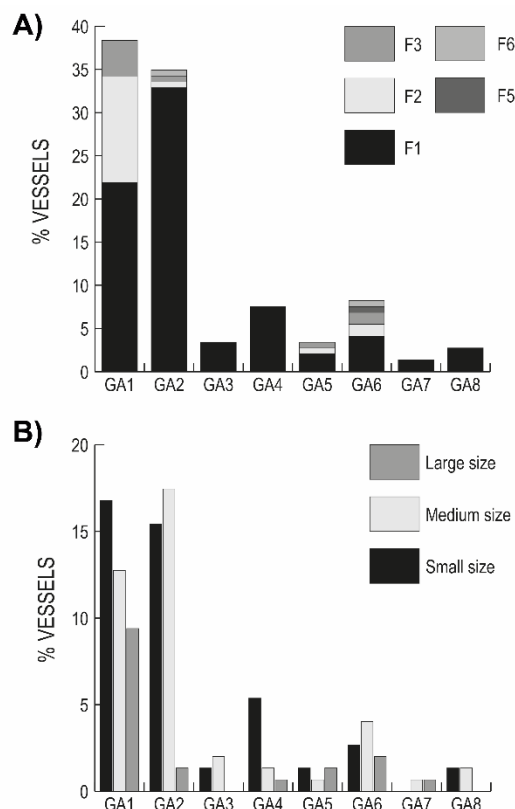 A)
40
35
30
25
20
15
10
5
0
% VESSELS
F3 F6
F2 F5
F1
GA1 GA2 GA3 GA4 GA5 GA6 GA7 GA8
B)
20
15
10
5
0
% VESSELS
Large size
Medium size
Small size
GA1 GA2 GA3 GA4 GA5 GA6 GA7 GA8